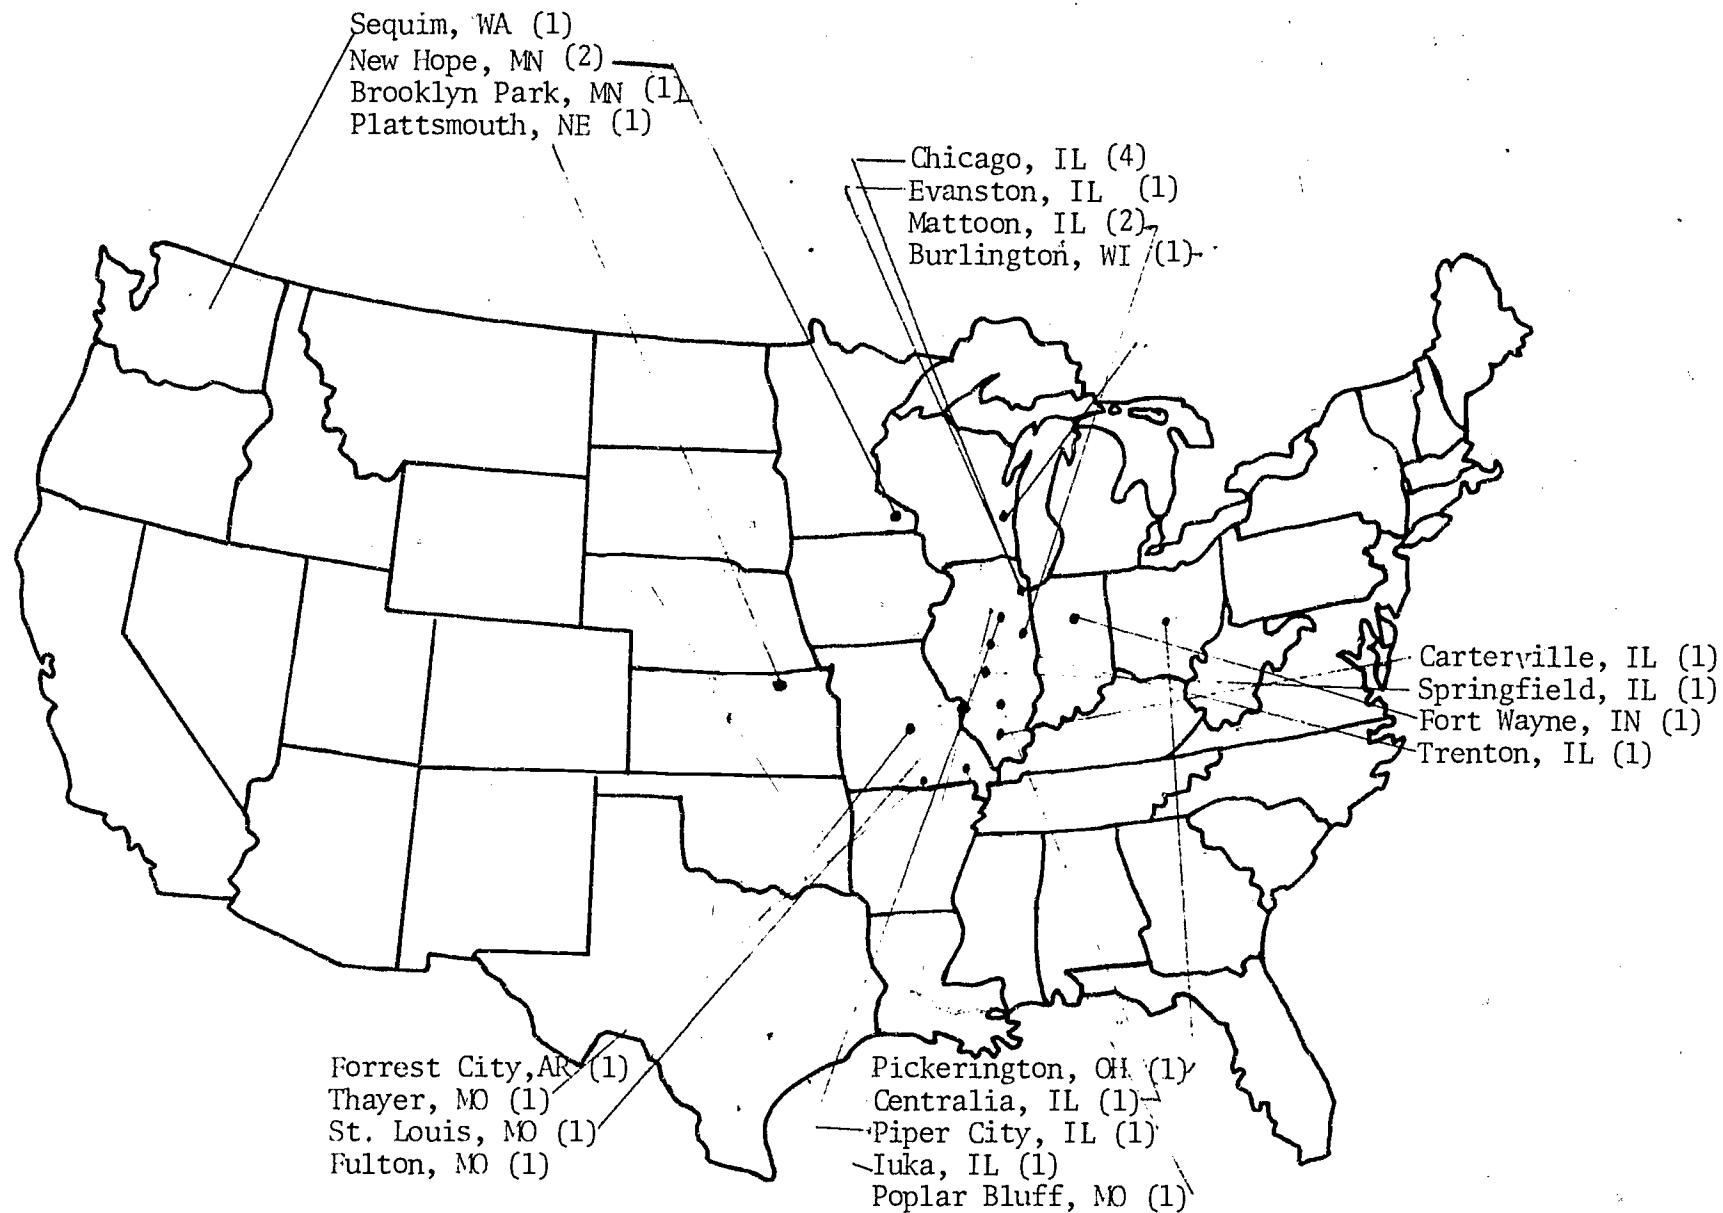 Sequim, WA (1)
New Hope, MN (2)
Brooklyn Park, MN (1)
Plattsmouth, NE (1)
Chicago, IL (4)
Evanston, IL (1)
Mattoon, IL (2)
Burlington, WI (1)
Carterville, IL (1)
Springfield, IL (1)
Fort Wayne, IN (1)
Trenton, IL (1)
Forrest City, AR (1)
Thayer, MO (1)
St. Louis, MO (1)
Fulton, MO (1)
Pickerington, OH (1)
Centralia, IL (1)
Piper City, IL (1)
Iuka, IL (1)
Poplar Bluff, MO (1)